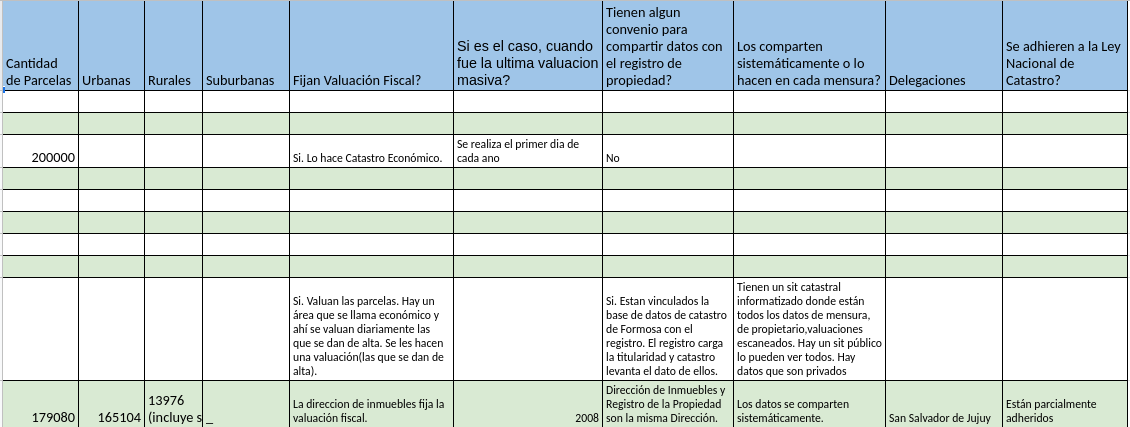 Cantidad
de Parcelas
Urbanas
Rurales
Suburbanas
Fijan Valuación Fiscal?
Si es el caso, cuando
fue la ultima valuacion
masiva?
Tienen algun
convenio para
compartir datos con
el registro de
propiedad?
Los comparten
sistemáticamente o lo
hacen en cada mensura?
Delegaciones
Se adhieren a la Ley
Nacional de
Catastro?
200000
Si. Lo hace Catastro Económico.
Se realiza el primer dia de
cada ano
No
Si. Valuan las parcelas. Hay un
área que se llama económico y
ahí se valuan diariamente las
que se dan de alta. Se les hacen
una valuación(las que se dan de
alta).
Si. Estan vinculados la
base de datos de catastro
de Formosa con el
registro. El registro carga
la titularidad y catastro
levanta el dato de ellos.
Tienen un sit catastral
informatizado donde están
todos los datos de mensura,
de propietario,valuaciones
escaneados. Hay un sit público
lo pueden ver todos. Hay
datos que son privados
179080
165104
13976
(incluye s
_
La direccion de inmuebles fija la
valuación fiscal.
2008
Dirección de Inmuebles y
Registro de la Propiedad
son la misma Dirección.
Los datos se comparten
sistemáticamente.
San Salvador de Jujuy
Están parcialmente
adheridos